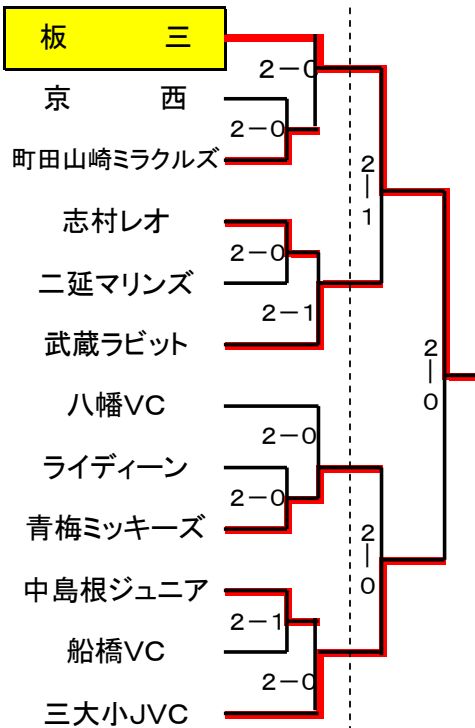 板　　　三
2－0
京　　　西
2－0
町田山崎ミラクルズ
2－1
志村レオ
2－0
二延マリンズ
2－1
武蔵ラビット
2－0
八幡VC
2－0
ライディーン
2－0
青梅ミッキーズ
2－0
中島根ジュニア
2－1
船橋VC
2－0
三大小JVC